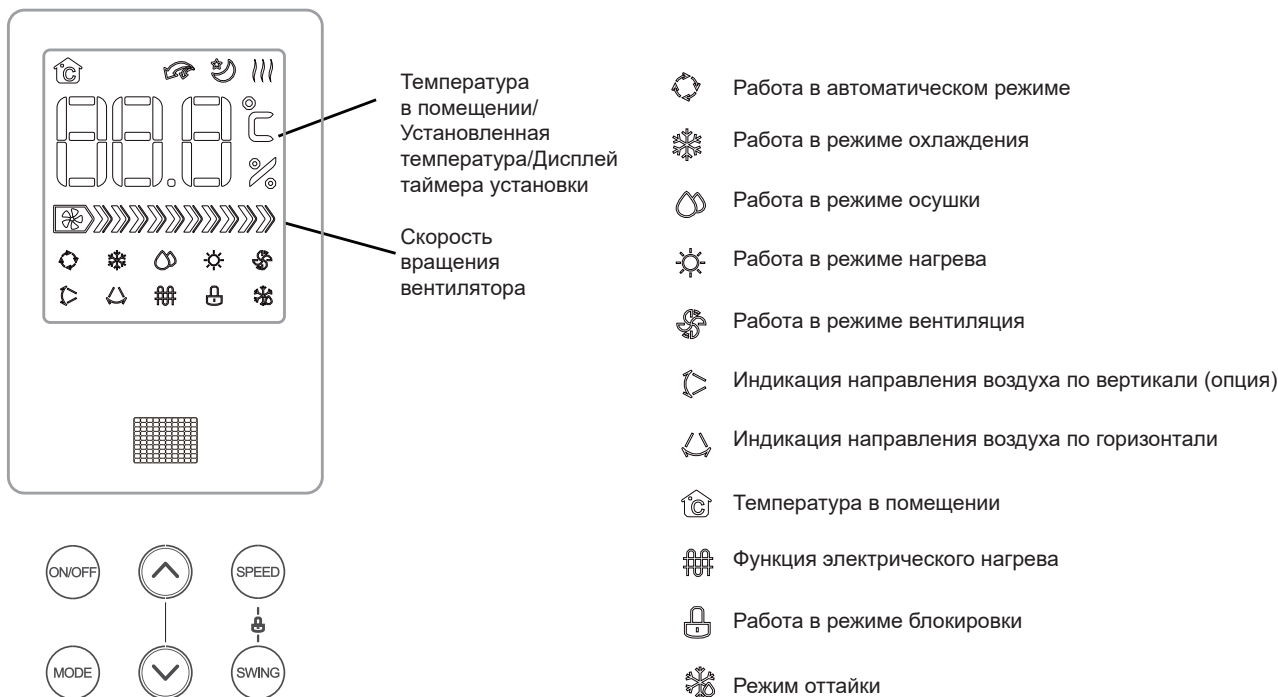 °C
88.8 °C
%
Температура
в помещении/
Установленная
температура/Дисплей
таймера установки
Скорость
вращения
вентилятора
ON/OFF
SPEED
MODE
SWING
Работа в автоматическом режиме
Работа в режиме охлаждения
Работа в режиме осушки
Работа в режиме нагрева
Работа в режиме вентиляция
Индикация направления воздуха по вертикали (опция)
Индикация направления воздуха по горизонтали
°C Температура в помещении
Функция электрического нагрева
Работа в режиме блокировки
Режим оттайки